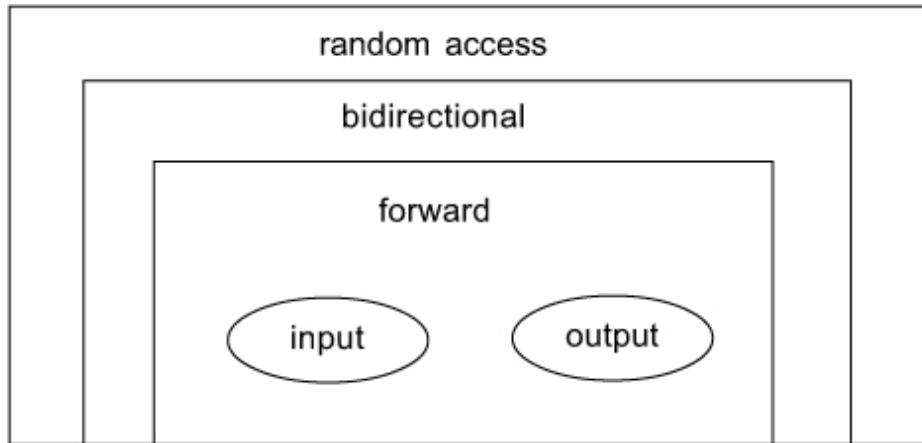 random access
bidirectional
forward
input
output